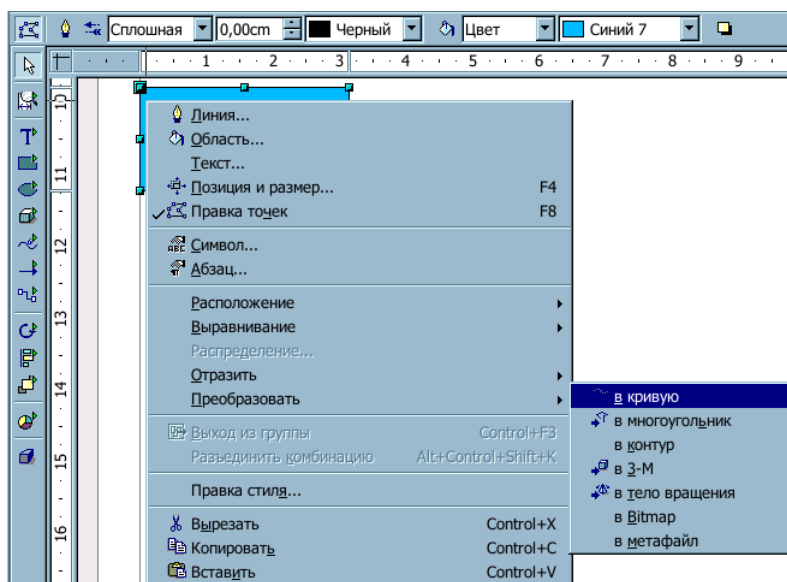 Сплошная 0,00cm Черный Цвет Синий 7
1 2 3 4 5 6 7 8 9
10
11
12
13
14
15
16
T
Линия...
Область...
Текст...
Позиция и размер... F4
Правка точек F8
ABC Символ...
Абзац...
Расположение
Выравнивание
Распределение...
Отразить
Преобразовать
в кривую
в многоугольник
в контур
в 3-М
в тело вращения
в Bitmap
в метафайл
Выход из группы Control+F3
Разъединить комбинацию Alt+Control+Shift+K
Правка стиля...
Вырезать Control+X
Копировать Control+C
Вставить Control+V